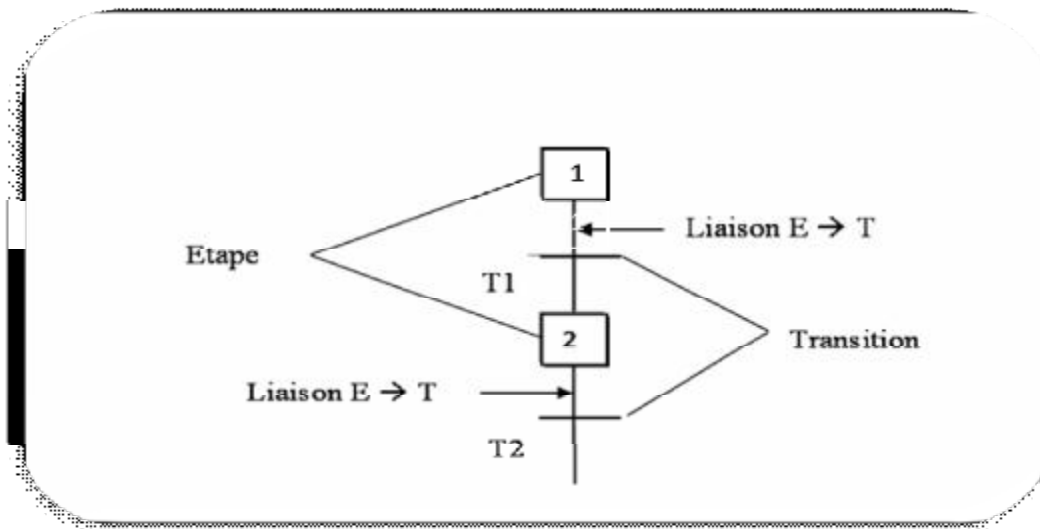 1
Liaison E → T
Etape
T1
2
Transition
Liaison E → T
T2